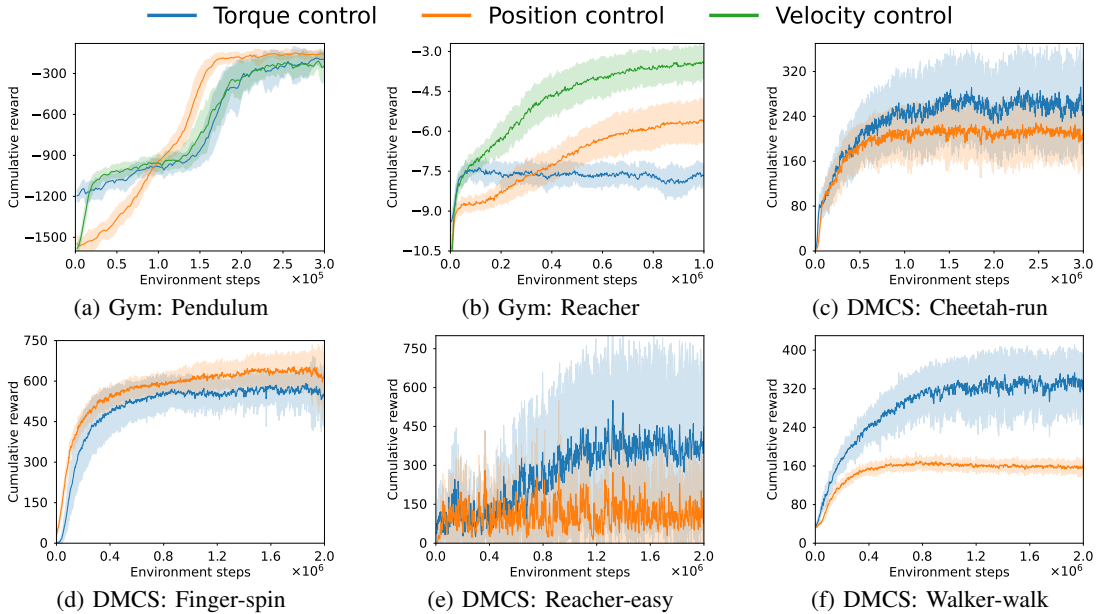 Torque control Position control Velocity control
Cumulative reward
−300
−600
−900
−1200
−1500
0.0 0.5 1.0 1.5 2.0 2.5 3.0
Environment steps ×10^5
(a) Gym: Pendulum
Cumulative reward
−3.0
−4.5
−6.0
−7.5
−9.0
−10.5
0.0 0.2 0.4 0.6 0.8 1.0
Environment steps ×10^6
(b) Gym: Reacher
Cumulative reward
320
240
160
80
0
0.0 0.5 1.0 1.5 2.0 2.5 3.0
Environment steps ×10^6
(c) DMCS: Cheetah-run
Cumulative reward
750
600
450
300
150
0
0.0 0.4 0.8 1.2 1.6 2.0
Environment steps ×10^6
(d) DMCS: Finger-spin
Cumulative reward
750
600
450
300
150
0
0.0 0.4 0.8 1.2 1.6 2.0
Environment steps ×10^6
(e) DMCS: Reacher-easy
Cumulative reward
400
320
240
160
80
0
0.0 0.4 0.8 1.2 1.6 2.0
Environment steps ×10^6
(f) DMCS: Walker-walk